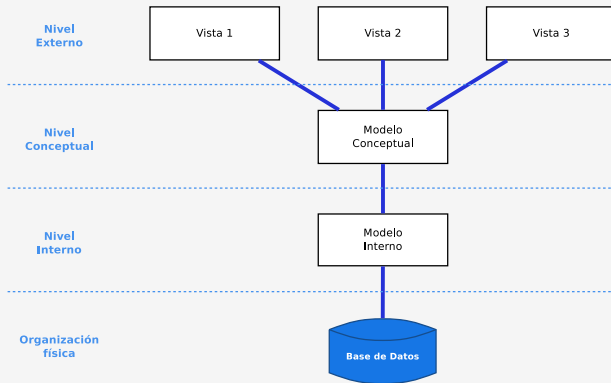 Nivel
Externo
Vista 1
Vista 2
Vista 3
Nivel
Conceptual
Modelo
Conceptual
Nivel
Interno
Modelo
Interno
Organización
física
Base de Datos